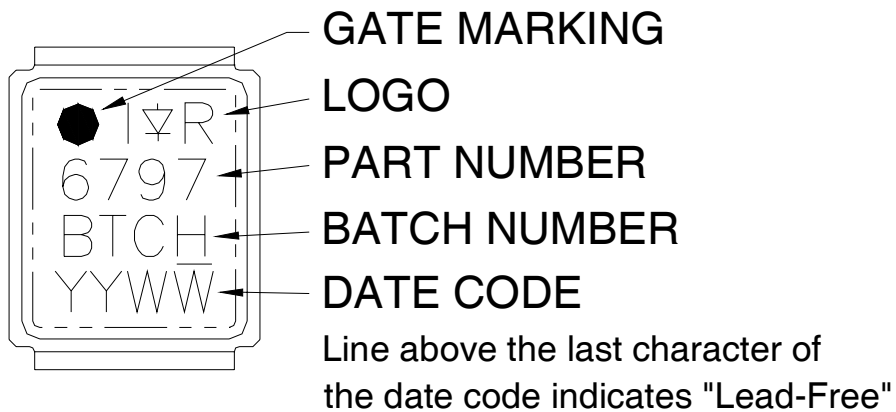 GATE MARKING
I R
LOGO
6797
PART NUMBER
BTCH
BATCH NUMBER
YYWW
DATE CODE
Line above the last character of
the date code indicates "Lead-Free"